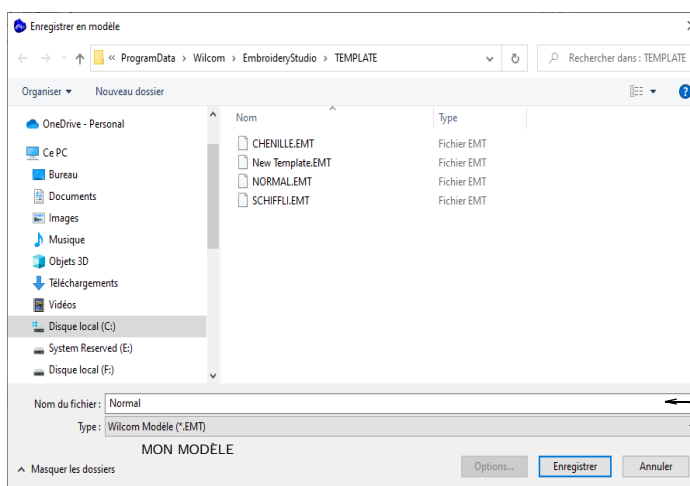 Enregistrer en modèle
« ProgramData > Wilcom > EmbroideryStudio > TEMPLATE
Rechercher dans : TEMPLATE
Organiser
Nouveau dossier
OneDrive - Personal
Ce PC
Bureau
Documents
Images
Musique
Objets 3D
Téléchargements
Vidéos
Disque local (C:)
System Reserved (E:)
Disque local (F:)
Nom Type
CHENILLE.EMT Fichier EMT
New Template.EMT Fichier EMT
NORMAL.EMT Fichier EMT
SCHIFFLI.EMT Fichier EMT
Nom du fichier : Normal
Type : Wilcom Modèle (*.EMT)
MON MODÈLE
Masquer les dossiers
Options...
Enregistrer
Annuler